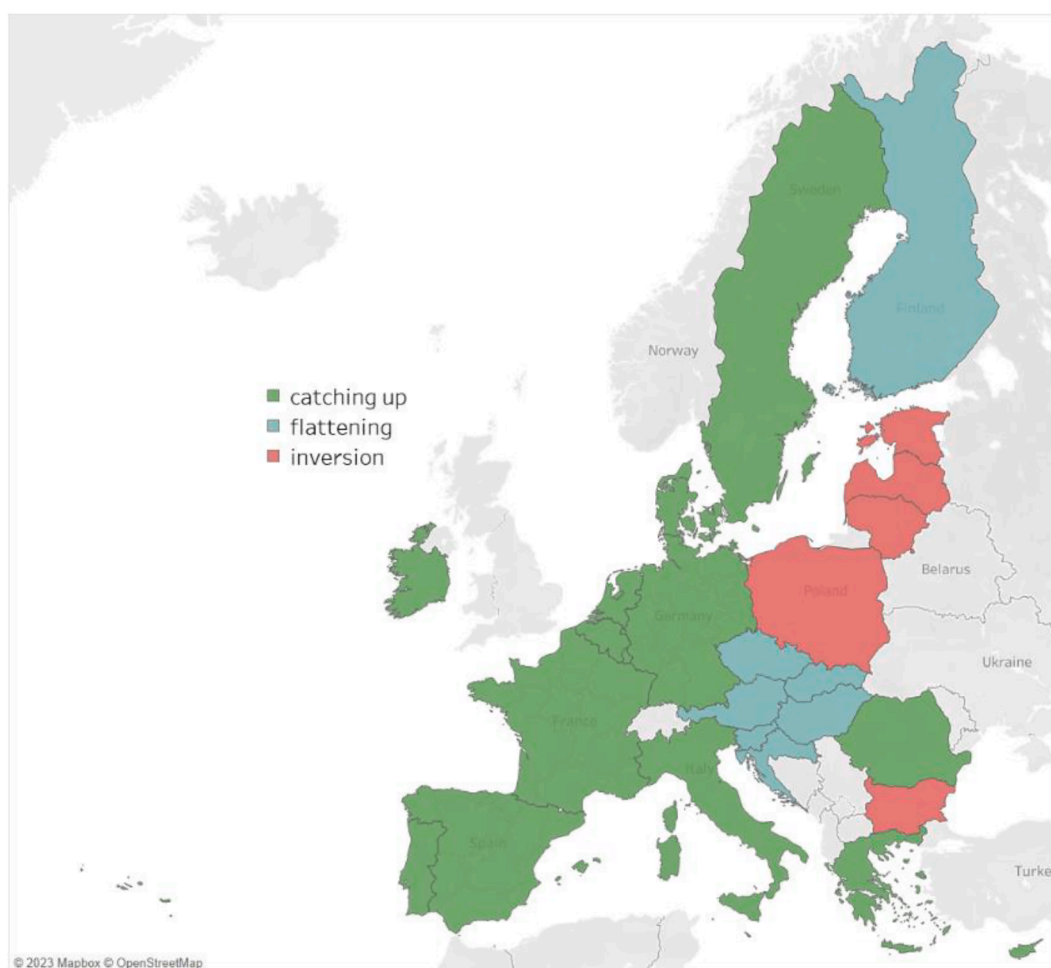 Sweden
Finland
Norway
catching up
flattening
inversion
Belarus
Poland
Germany
Ukraine
France
Italy
Spain
Turke
© 2023 Mapbox © OpenStreetMap